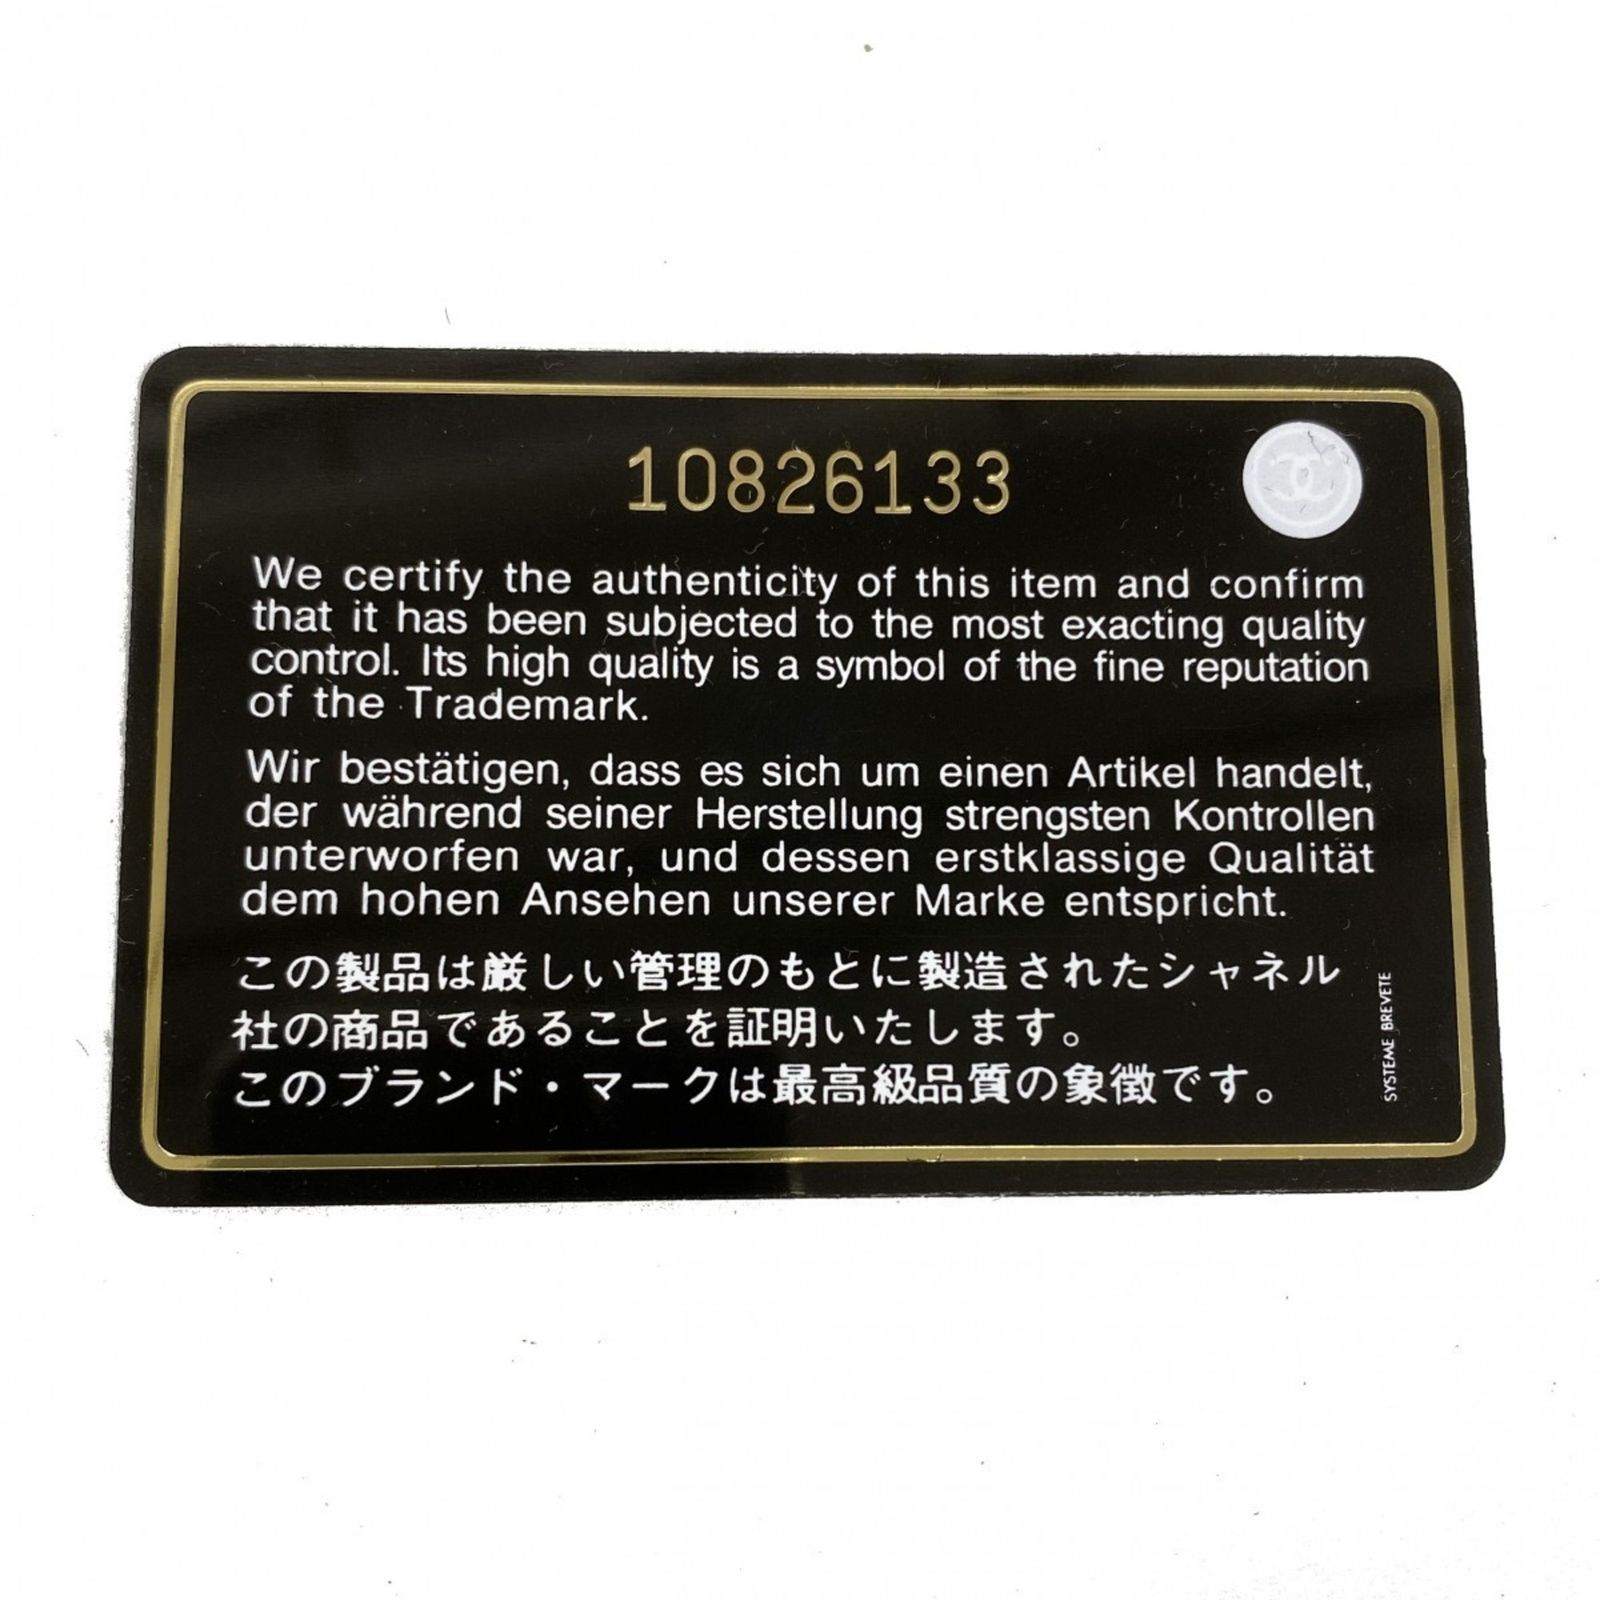 10826133
We certify the authenticity of this item and confirm
that it has been subjected to the most exacting quality
control. Its high quality is a symbol of the fine reputation
of the Trademark.
Wir bestätigen, dass es sich um einen Artikel handelt,
der während seiner Herstellung strengsten Kontrollen
unterworfen war, und dessen erstklassige Qualität
dem hohen Ansehen unserer Marke entspricht.
この製品は厳しい管理のもとに製造されたシャネル
社の商品であることを証明いたします。
このブランド・マークは最高級品質の象徴です。
SYSTEME BREVETE